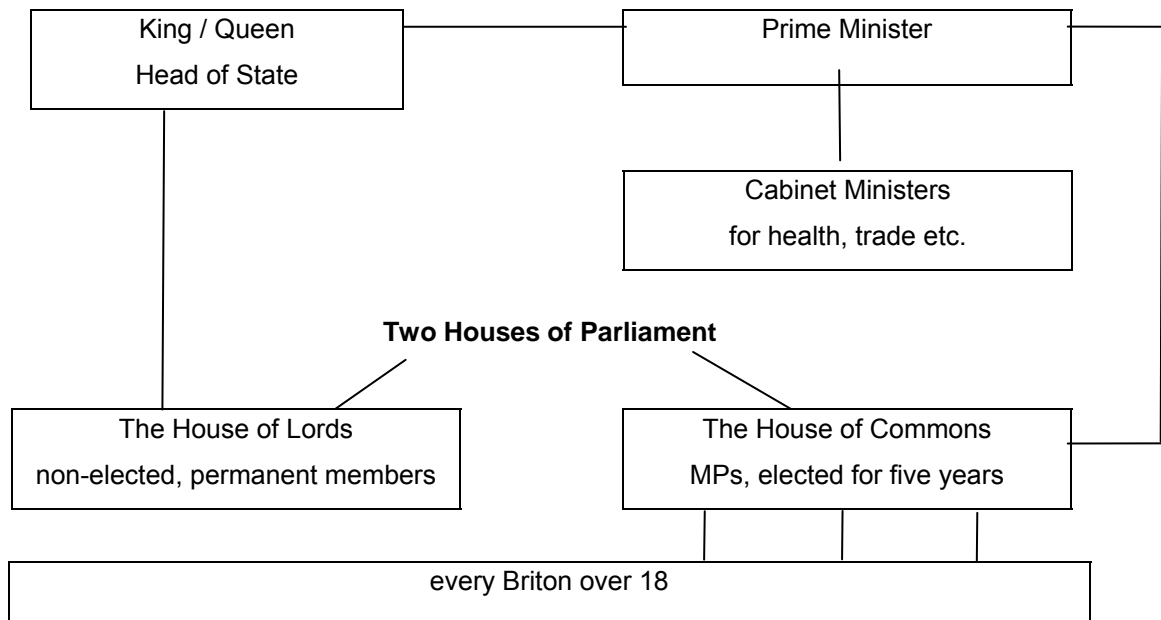 King / Queen
Head of State
Prime Minister
Cabinet Ministers
for health, trade etc.
Two Houses of Parliament
The House of Lords
non-elected, permanent members
The House of Commons
MPs, elected for five years
every Briton over 18